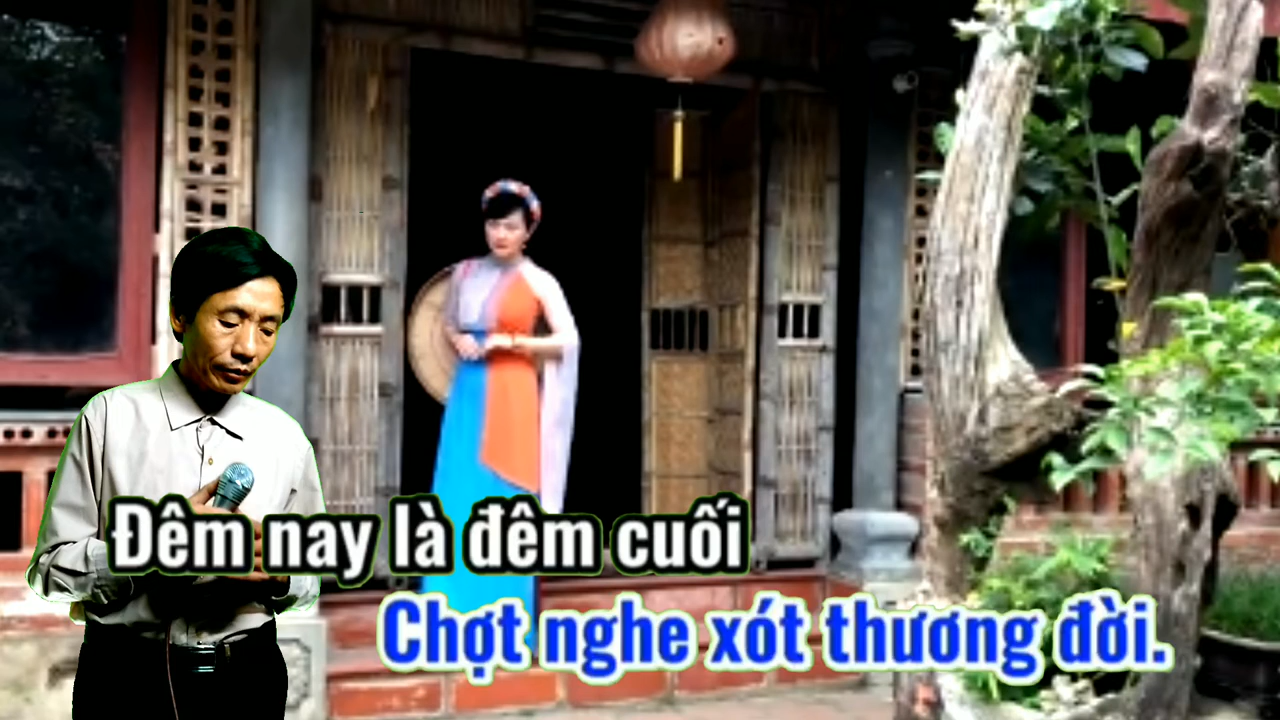 Đêm nay là đêm cuối
Chợt nghe xót thương đời.